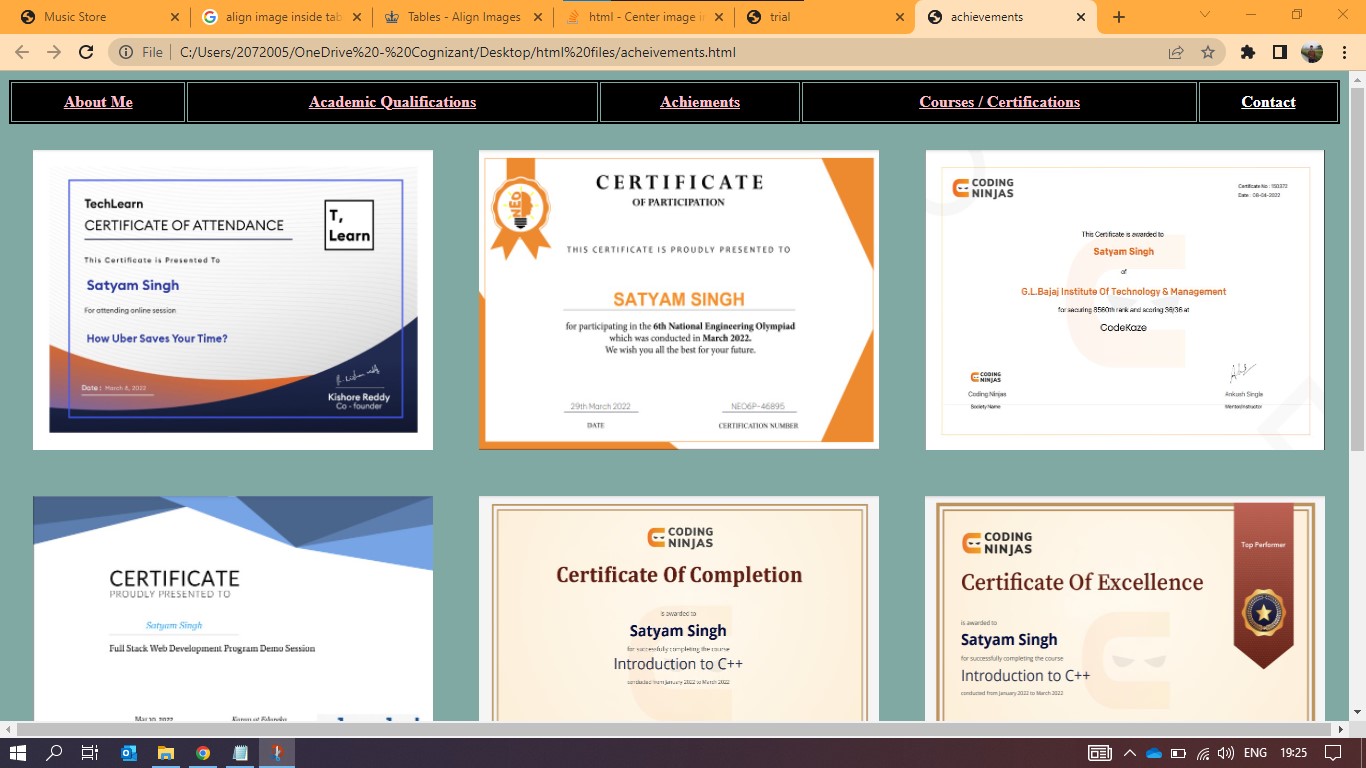 Music Store
align image inside tab
Tables - Align Images
html - Center image i
trial
achievements
File
C:/Users/2072005/OneDrive%20-%20Cognizant/Desktop/html%20files/acheivements.html
About Me
Academic Qualifications
Achiements
Courses / Certifications
Contact
TechLearn
CERTIFICATE OF ATTENDANCE
T,
Learn
This Certificate is Presented To
Satyam Singh
For attending online session
How Uber Saves Your Time?
Date : March 8, 2022
Kishore Reddy
Co - founder
NEO
CERTIFICATE
OF PARTICIPATION
THIS CERTIFICATE IS PROUDLY PRESENTED TO
SATYAM SINGH
for participating in the 6th National Engineering Olympiad
which was conducted in March 2022.
We wish you all the best for your future.
29th March 2022
NEO6P-46895
DATE
CERTIFICATION NUMBER
CODING
NINJAS
Certificate No : 150372
Date : 08-04-2022
This Certificate is awarded to
Satyam Singh
of
G.L.Bajaj Institute Of Technology & Management
for securing 8560th rank and scoring 36/36 at
CodeKaze
CODING
NINJAS
Coding Ninjas
Society Name
Ankush Singla
Mentor/Instructor
CERTIFICATE
PROUDLY PRESENTED TO
Satyam Singh
Full Stack Web Development Program Demo Session
Mar 10, 2022
CODING
NINJAS
Certificate Of Completion
is awarded to
Satyam Singh
for successfully completing the course
Introduction to C++
conducted from January 2022 to March 2022
CODING
NINJAS
Top Performer
Certificate Of Excellence
is awarded to
Satyam Singh
for successfully completing the course
Introduction to C++
conducted from January 2022 to March 2022
ENG
19:25